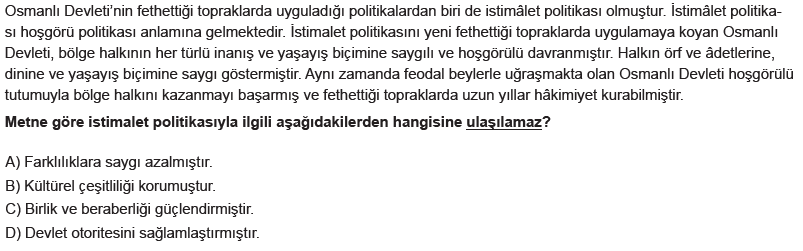 Osmanlı Devleti’nin fethettiği topraklarda uyguladığı politikalardan biri de istimâlet politikası olmuştur. İstimâlet politika-
sı hoşgörü politikası anlamına gelmektedir. İstimalet politikasını yeni fethettiği topraklarda uygulamaya koyan Osmanlı
Devleti, bölge halkının her türlü inanış ve yaşayış biçimine saygılı ve hoşgörülü davranmıştır. Halkın örf ve âdetlerine,
dinine ve yaşayış biçimine saygı göstermiştir. Aynı zamanda feodal beylerle uğraşmakta olan Osmanlı Devleti hoşgörülü
tutumuyla bölge halkını kazanmayı başarmış ve fethettiği topraklarda uzun yıllar hâkimiyet kurabilmiştir.
Metne göre istimalet politikasıyla ilgili aşağıdakilerden hangisine ulaşılamaz?
A) Farklılıklara saygı azalmıştır.
B) Kültürel çeşitliliği korumuştur.
C) Birlik ve beraberliği güçlendirmiştir.
D) Devlet otoritesini sağlamlaştırmıştır.